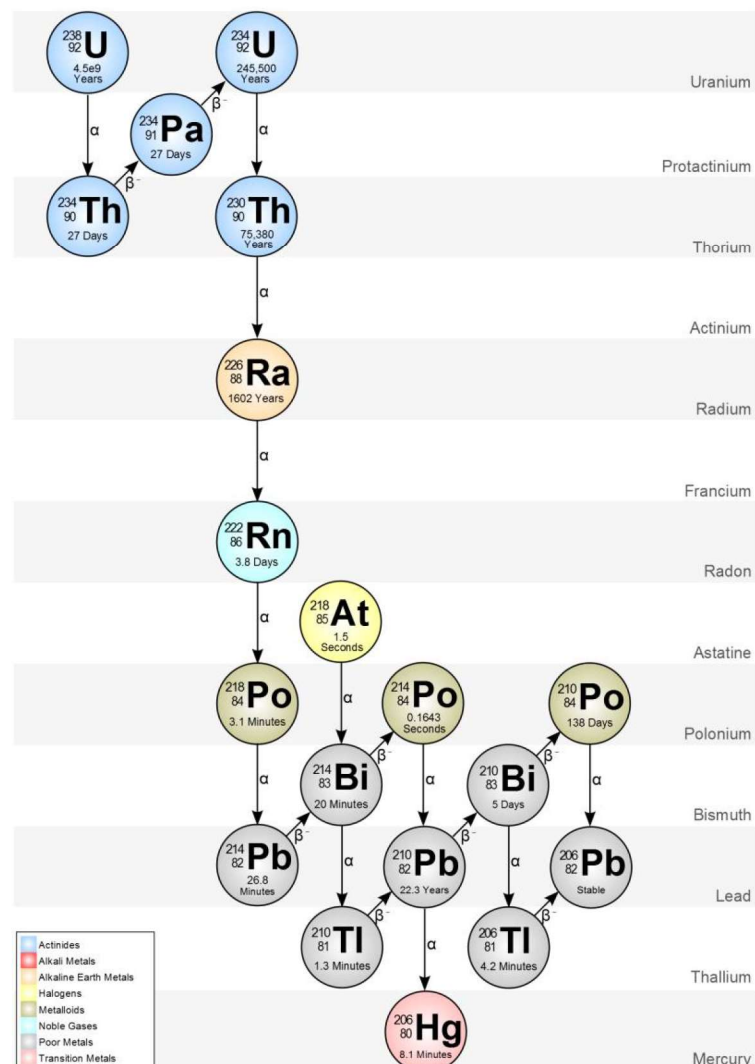 238
92 U
4.5e9
Years
234
92 U
245,500
Years
Uranium
α
β⁻
α
234
91 Pa
27 Days
Protactinium
β⁻
234
90 Th
27 Days
230
90 Th
75,380
Years
Thorium
α
Actinium
226
88 Ra
1602 Years
Radium
α
Francium
222
86 Rn
3.8 Days
Radon
α
218
85 At
1.5
Seconds
Astatine
218
84 Po
3.1 Minutes
α
214
84 Po
0.1643
Seconds
210
84 Po
138 Days
Polonium
α
214
83 Bi
20 Minutes
β⁻
α
210
83 Bi
5 Days
β⁻
α
Bismuth
214
82 Pb
26.8
Minutes
β⁻
α
210
82 Pb
22.3 Years
β⁻
α
206
82 Pb
Stable
Lead
210
81 Tl
1.3 Minutes
β⁻
α
206
81 Tl
4.2 Minutes
β⁻
Thallium
206
80 Hg
8.1 Minutes
Mercury
Actinides
Alkali Metals
Alkaline Earth Metals
Halogens
Metalloids
Noble Gases
Poor Metals
Transition Metals